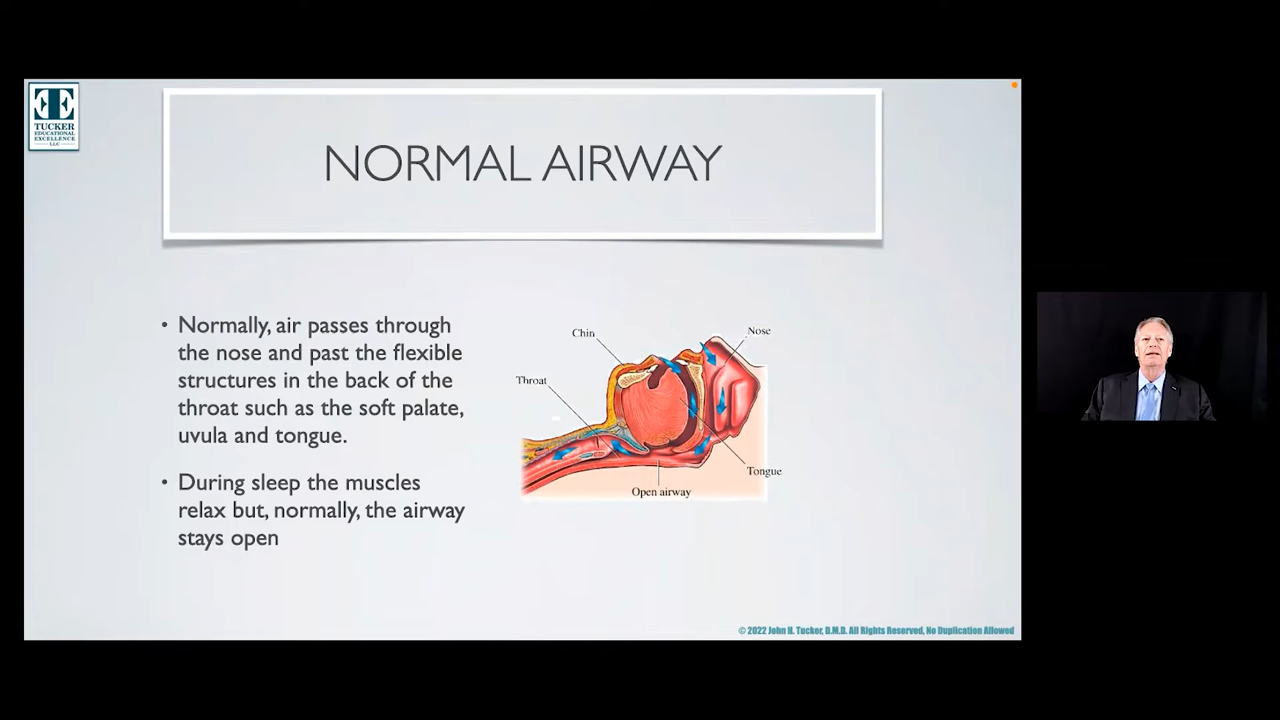 TUCKER
EDUCATIONAL
EXCELLENCE
LLC
NORMAL AIRWAY
• Normally, air passes through
the nose and past the flexible
structures in the back of the
throat such as the soft palate,
uvula and tongue.
• During sleep the muscles
relax but, normally, the airway
stays open
Chin
Nose
Throat
Tongue
Open airway
© 2022 John H. Tucker, D.M.D. All Rights Reserved, No Duplication Allowed